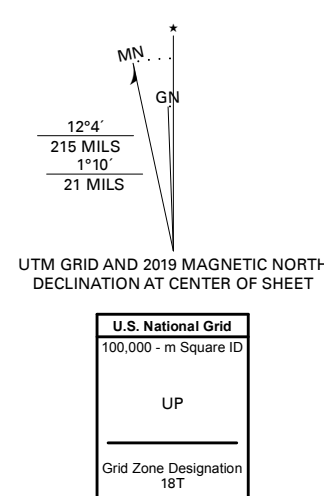 ★
MN
GN
12°4´
215 MILS
1°10´
21 MILS
UTM GRID AND 2019 MAGNETIC NORTH
DECLINATION AT CENTER OF SHEET
U.S. National Grid
100,000 - m Square ID
UP
Grid Zone Designation
18T